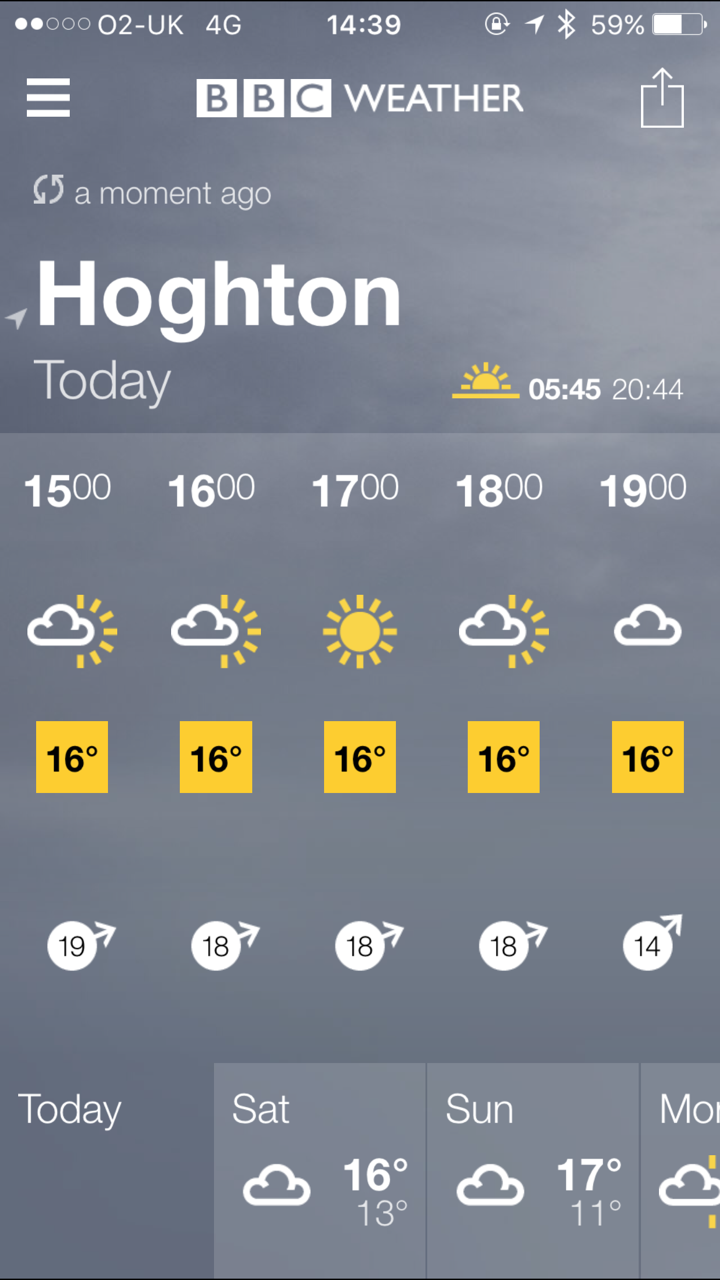 O2-UK 4G 14:39 59%
BBC WEATHER
a moment ago
Hoghton
Today 05:45 20:44
1500 1600 1700 1800 1900
16° 16° 16° 16° 16°
19 18 18 18 14
Today Sat Sun Mo
16° 17°
13° 11°